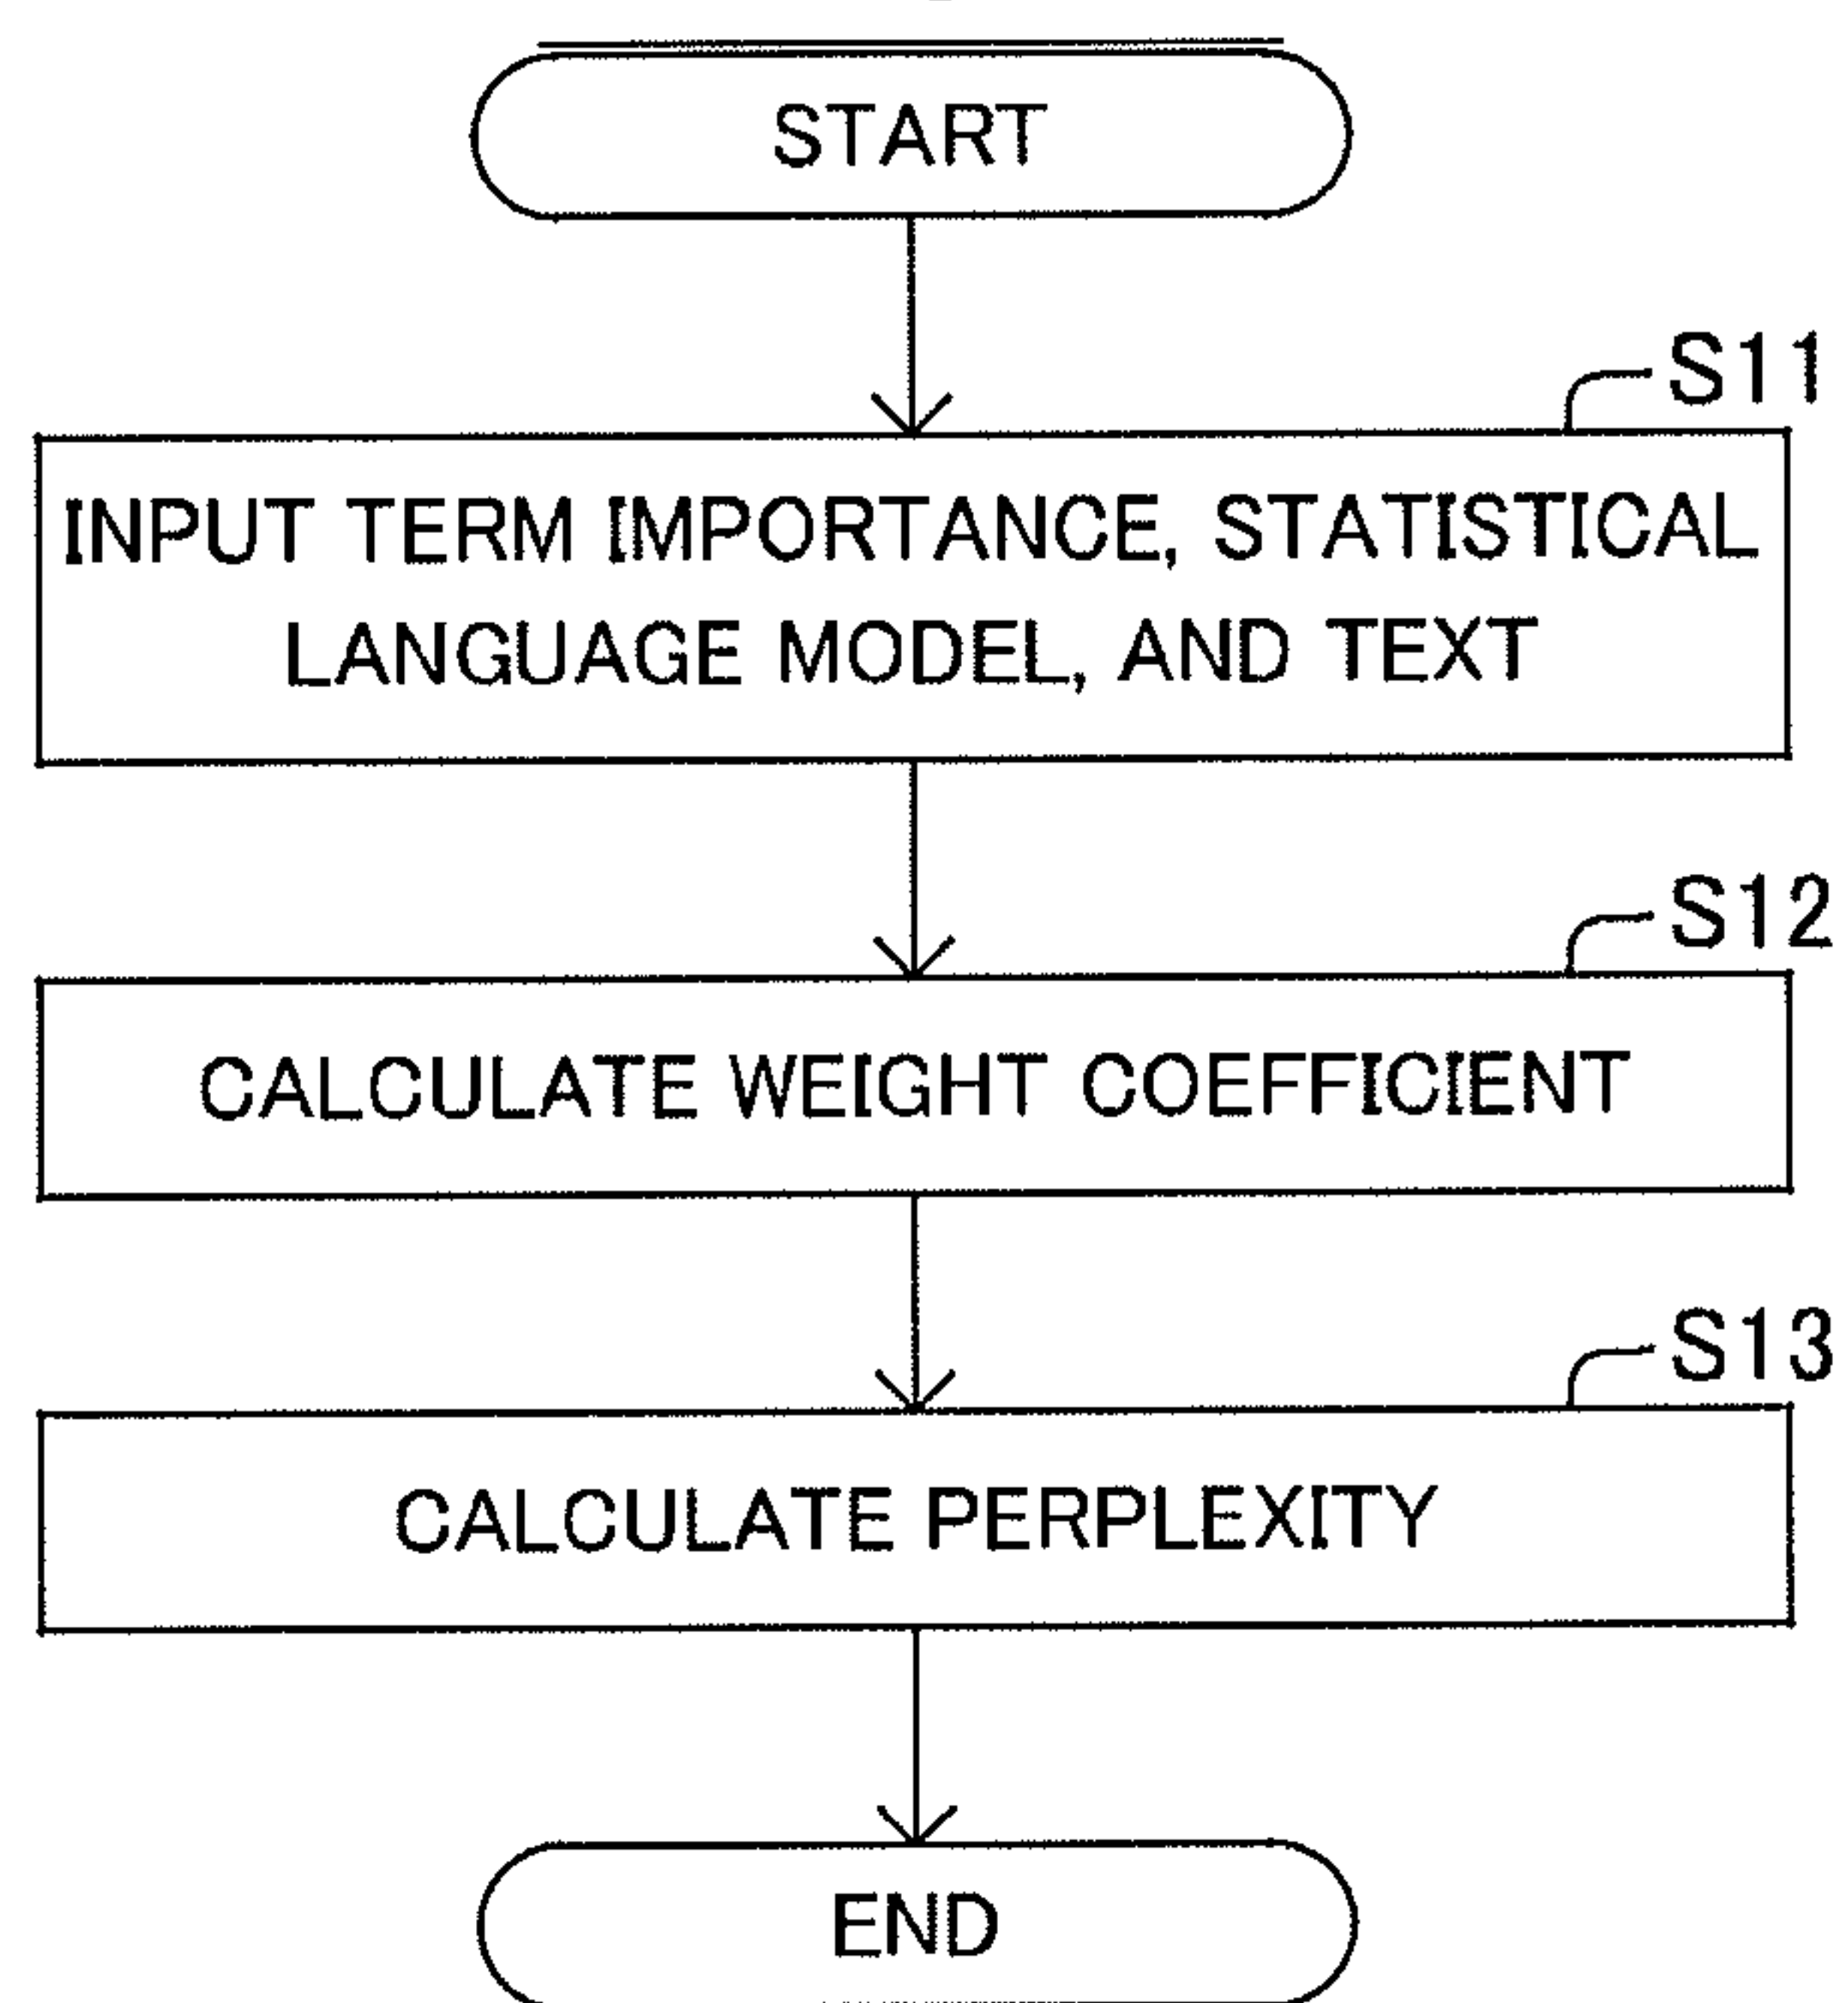 START
S11
INPUT TERM IMPORTANCE, STATISTICAL
LANGUAGE MODEL, AND TEXT
S12
CALCULATE WEIGHT COEFFICIENT
S13
CALCULATE PERPLEXITY
END